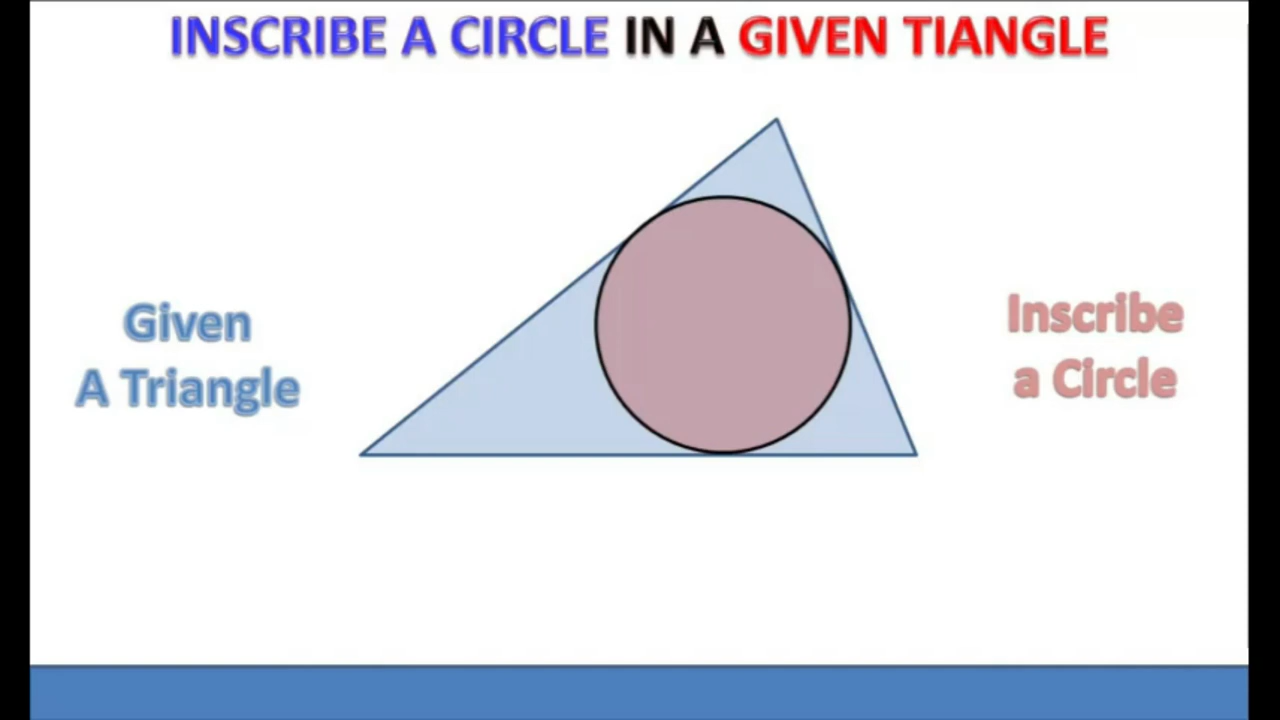 INSCRIBE A CIRCLE IN A GIVEN TIANGLE
Given
A Triangle
Inscribe
a Circle